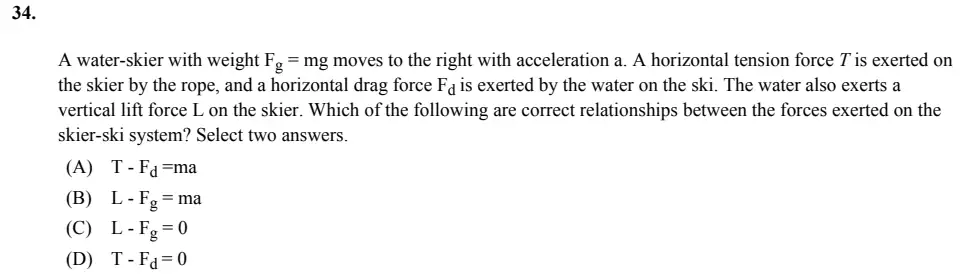 34.
A water-skier with weight Fg = mg moves to the right with acceleration a. A horizontal tension force T is exerted on
the skier by the rope, and a horizontal drag force Fd is exerted by the water on the ski. The water also exerts a
vertical lift force L on the skier. Which of the following are correct relationships between the forces exerted on the
skier-ski system? Select two answers.
(A) T - Fd =ma
(B) L - Fg = ma
(C) L - Fg = 0
(D) T - Fd = 0